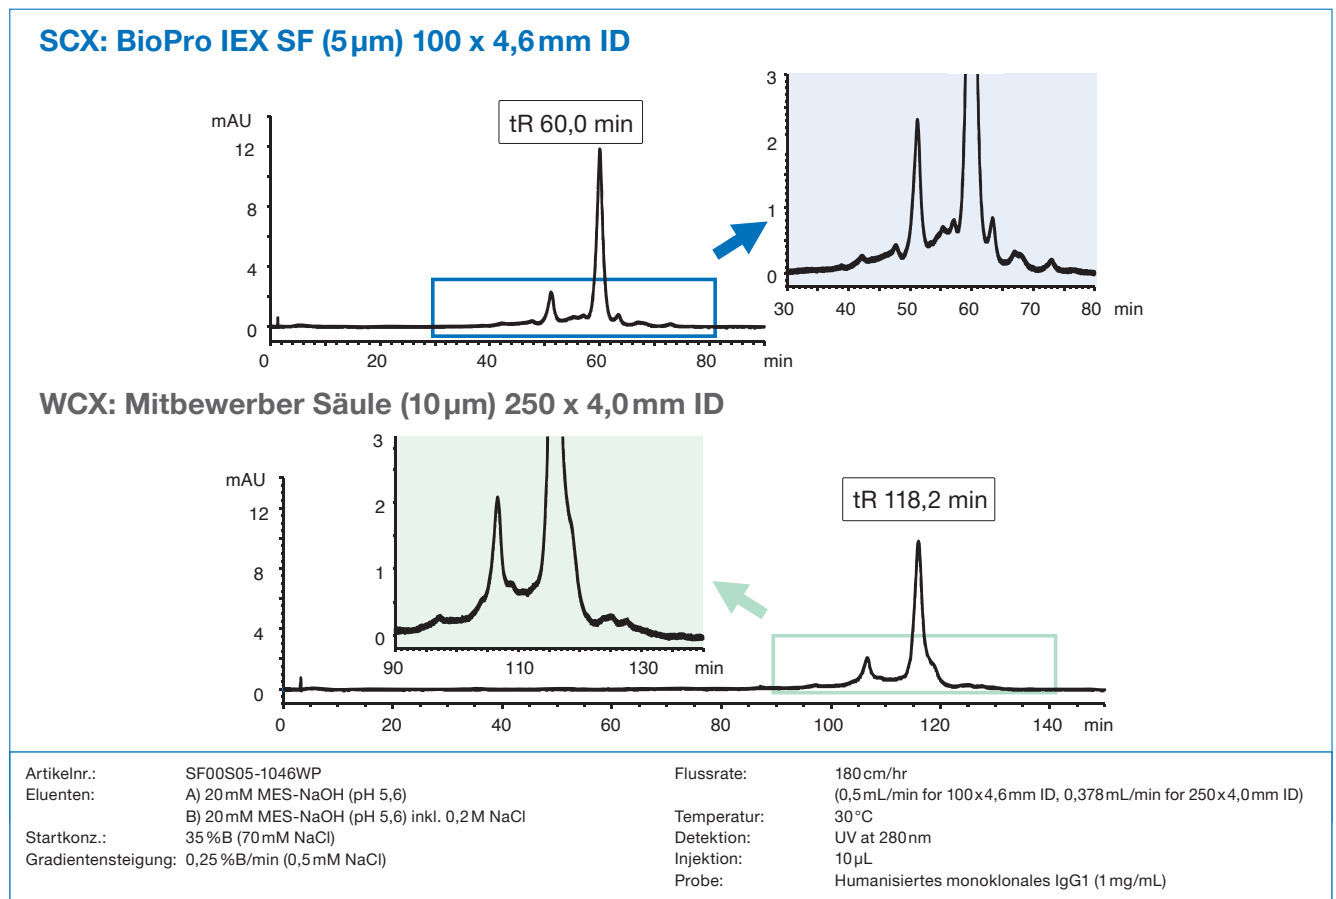 SCX: BioPro IEX SF (5 µm) 100 x 4,6 mm ID
tR 60,0 min
mAU
12
8
4
0
0 20 40 60 80 min
3
2
1
0
30 40 50 60 70 80 min
WCX: Mitbewerber Säule (10 µm) 250 x 4,0 mm ID
3
2
1
0
90 110 130 min
tR 118,2 min
mAU
12
8
4
0
0 20 40 60 80 100 120 140 min
Artikelnr.: SF00S05-1046WP
Eluenten: A) 20 mM MES-NaOH (pH 5,6)
B) 20 mM MES-NaOH (pH 5,6) inkl. 0,2 M NaCl
Startkonz.: 35 %B (70 mM NaCl)
Gradientensteigung: 0,25 %B/min (0,5 mM NaCl)
Flussrate: 180 cm/hr
(0,5 mL/min for 100 x 4,6 mm ID, 0,378 mL/min for 250 x 4,0 mm ID)
Temperatur: 30 °C
Detektion: UV at 280 nm
Injektion: 10 µL
Probe: Humanisiertes monoklonales IgG1 (1 mg/mL)